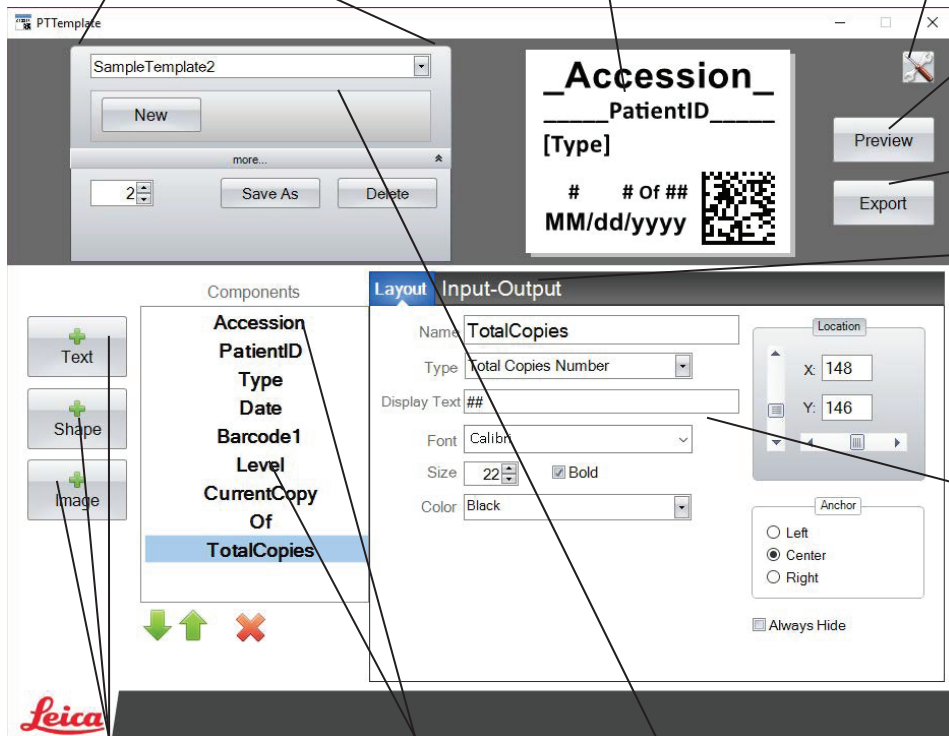 PTTemplate
SampleTemplate2
New
more...
2
Save As
Delete
_Accession_
_____PatientID_____
[Type]
# # Of ##
MM/dd/yyyy
Preview
Export
Components
Layout Input-Output
Text
Shape
Image
Accession
PatientID
Type
Date
Barcode1
Level
CurrentCopy
Of
TotalCopies
Name TotalCopies
Type Total Copies Number
Display Text ##
Font Calibri
Size 22 Bold
Color Black
Location
X: 148
Y: 146
Anchor
Left
Center
Right
Always Hide
Leica